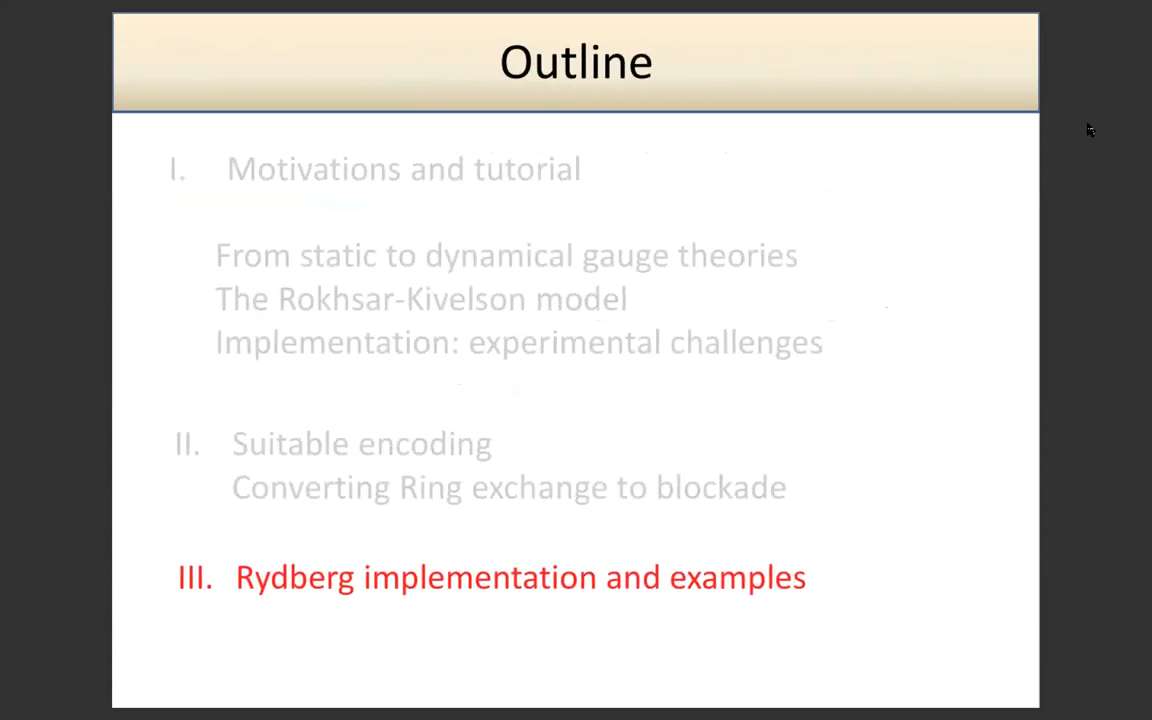 Outline
I. Motivations and tutorial
From static to dynamical gauge theories
The Rokhsar-Kivelson model
Implementation: experimental challenges
II. Suitable encoding
Converting Ring exchange to blockade
III. Rydberg implementation and examples